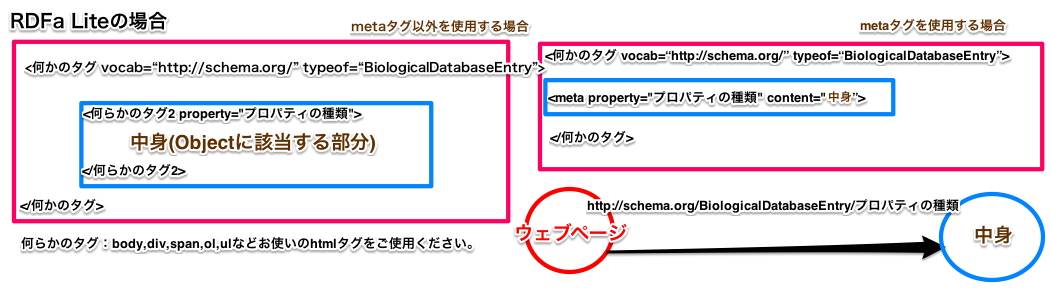 RDFa Liteの場合
metaタグ以外を使用する場合
<何かのタグ vocab=“http://schema.org/” typeof=“BiologicalDatabaseEntry”>
<何らかのタグ2 property="プロパティの種類">
中身(Objectに該当する部分)
</何らかのタグ2>
</何かのタグ>
何らかのタグ：body,div,span,ol,ulなどお使いのhtmlタグをご使用ください。
metaタグを使用する場合
<何かのタグ vocab=“http://schema.org/” typeof=“BiologicalDatabaseEntry”>
<meta property="プロパティの種類" content="中身”>
</何かのタグ>
http://schema.org/BiologicalDatabaseEntry/プロパティの種類
ウェブページ
中身